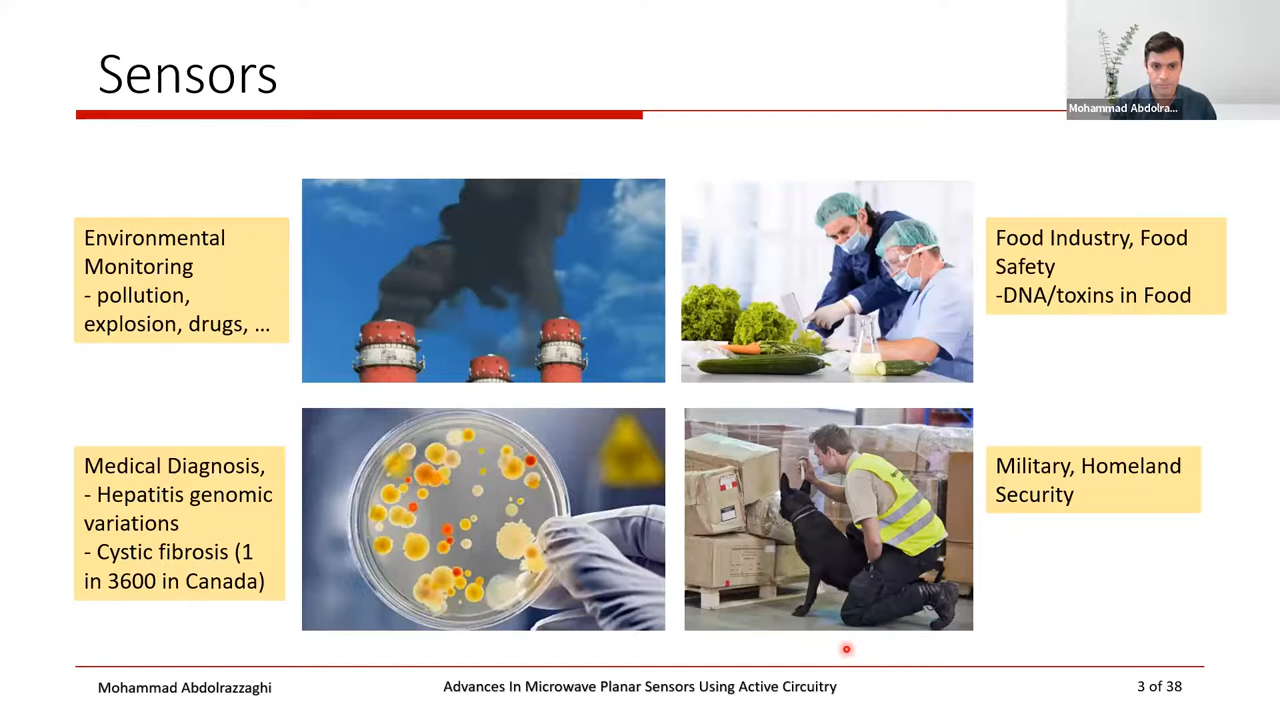 Sensors
Mohammad Abdolra...
Environmental
Monitoring
- pollution,
explosion, drugs, ...
Food Industry, Food
Safety
-DNA/toxins in Food
Medical Diagnosis,
- Hepatitis genomic
variations
- Cystic fibrosis (1
in 3600 in Canada)
Military, Homeland
Security
Mohammad Abdolrazzaghi
Advances In Microwave Planar Sensors Using Active Circuitry
3 of 38